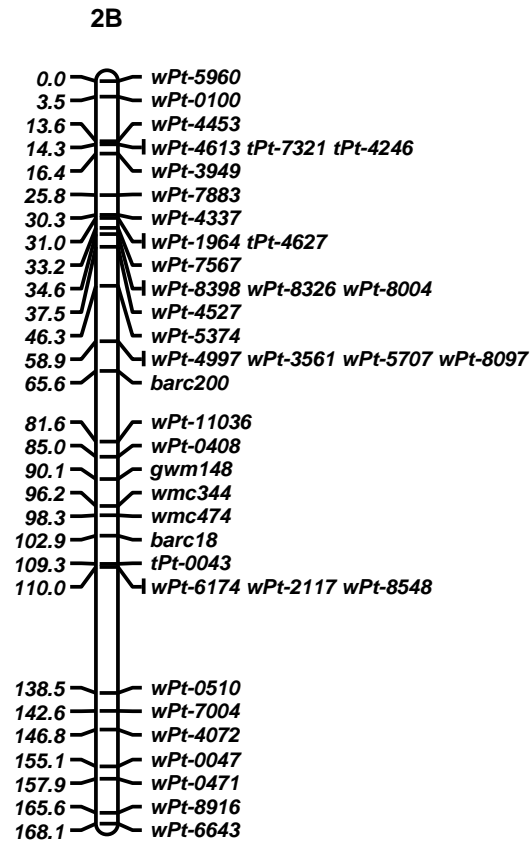 2B
0.0 wPt-5960
3.5 wPt-0100
13.6 wPt-4453
14.3 wPt-4613 tPt-7321 tPt-4246
16.4 wPt-3949
25.8 wPt-7883
30.3 wPt-4337
31.0 wPt-1964 tPt-4627
33.2 wPt-7567
34.6 wPt-8398 wPt-8326 wPt-8004
37.5 wPt-4527
46.3 wPt-5374
58.9 wPt-4997 wPt-3561 wPt-5707 wPt-8097
65.6 barc200
81.6 wPt-11036
85.0 wPt-0408
90.1 gwm148
96.2 wmc344
98.3 wmc474
102.9 barc18
109.3 tPt-0043
110.0 wPt-6174 wPt-2117 wPt-8548
138.5 wPt-0510
142.6 wPt-7004
146.8 wPt-4072
155.1 wPt-0047
157.9 wPt-0471
165.6 wPt-8916
168.1 wPt-6643